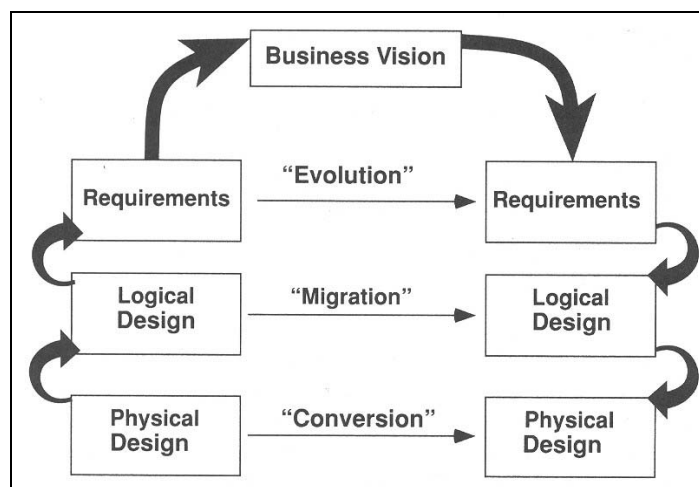 Business Vision
"Evolution"
Requirements
Requirements
Logical
Design
"Migration"
Logical
Design
Physical
Design
"Conversion"
Physical
Design